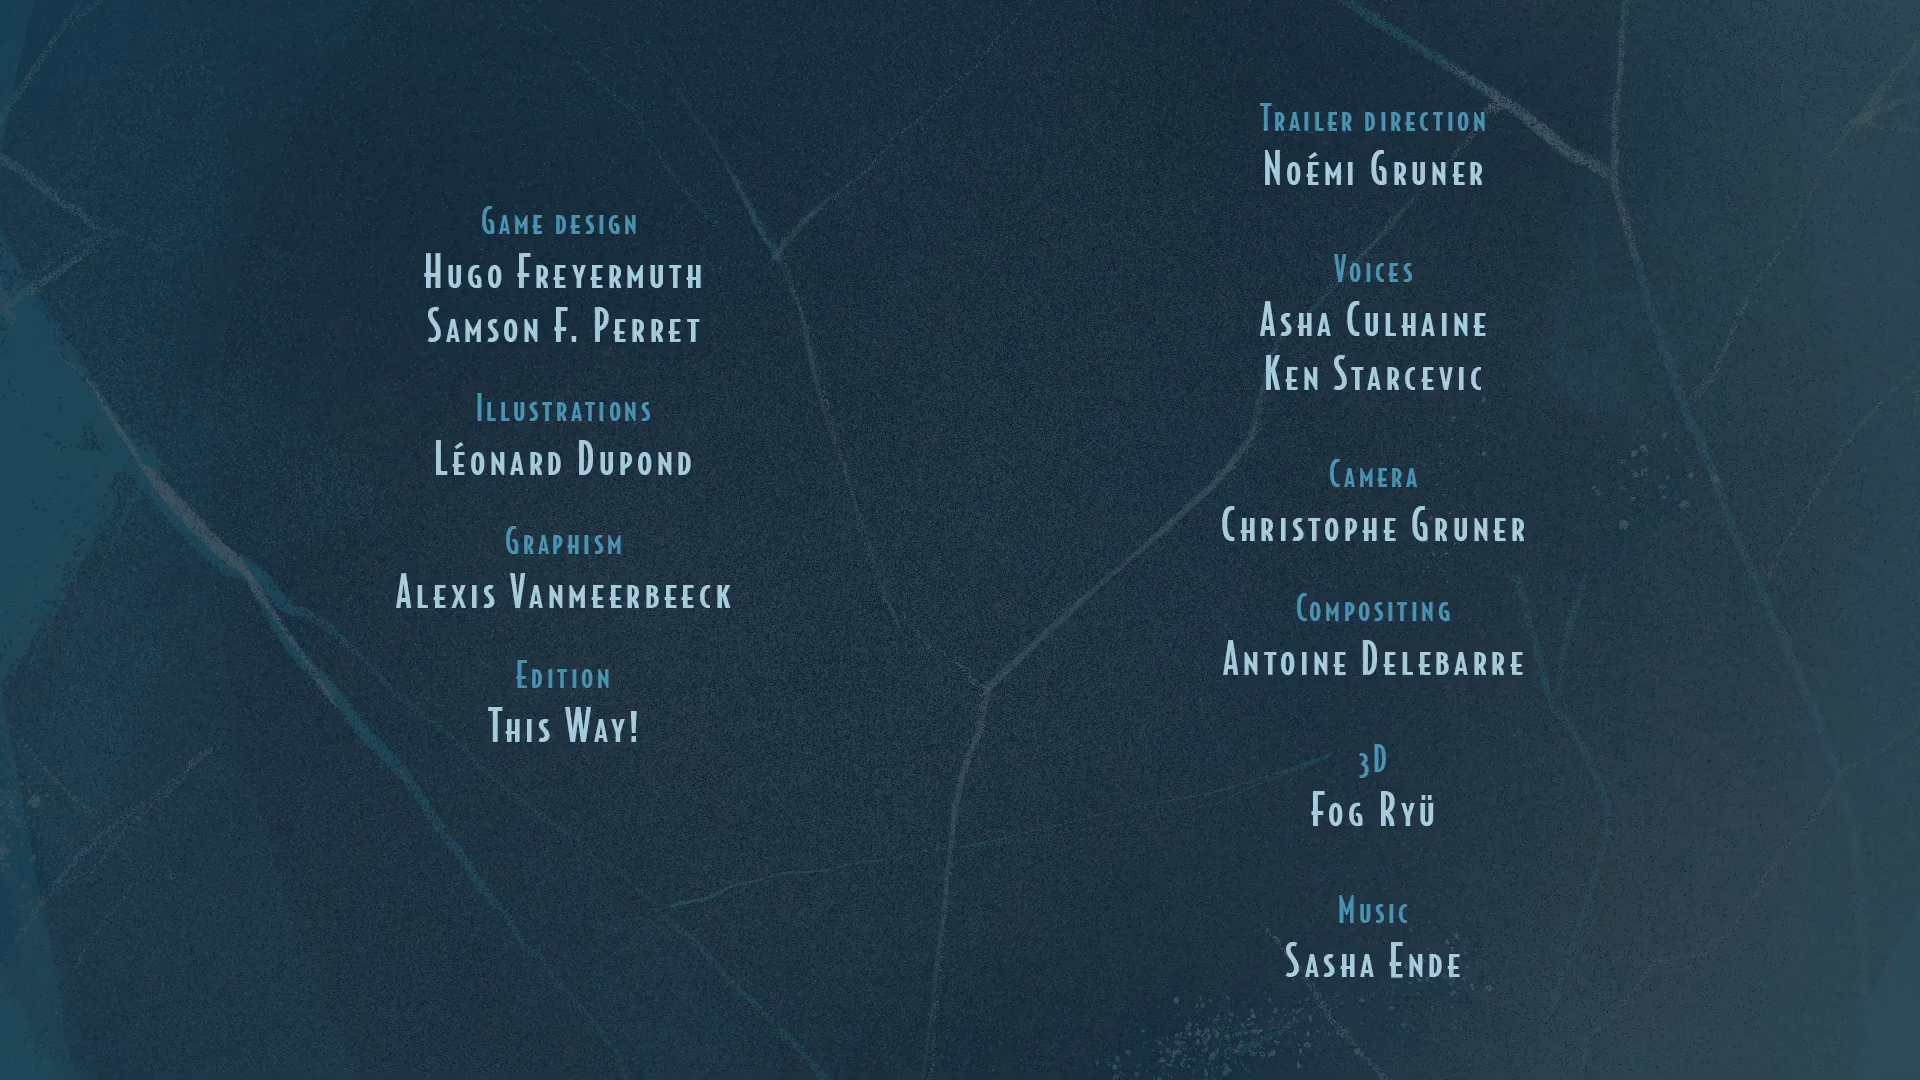 Game design
Hugo Freyermuth
Samson F. Perret
Illustrations
Léonard Dupond
Graphism
Alexis Vanmeerbeeck
Edition
This Way!
Trailer direction
Noémi Gruner
Voices
Asha Culhaine
Ken Starcevic
Camera
Christophe Gruner
Compositing
Antoine Delebarre
3D
Fog Ryü
Music
Sasha Ende